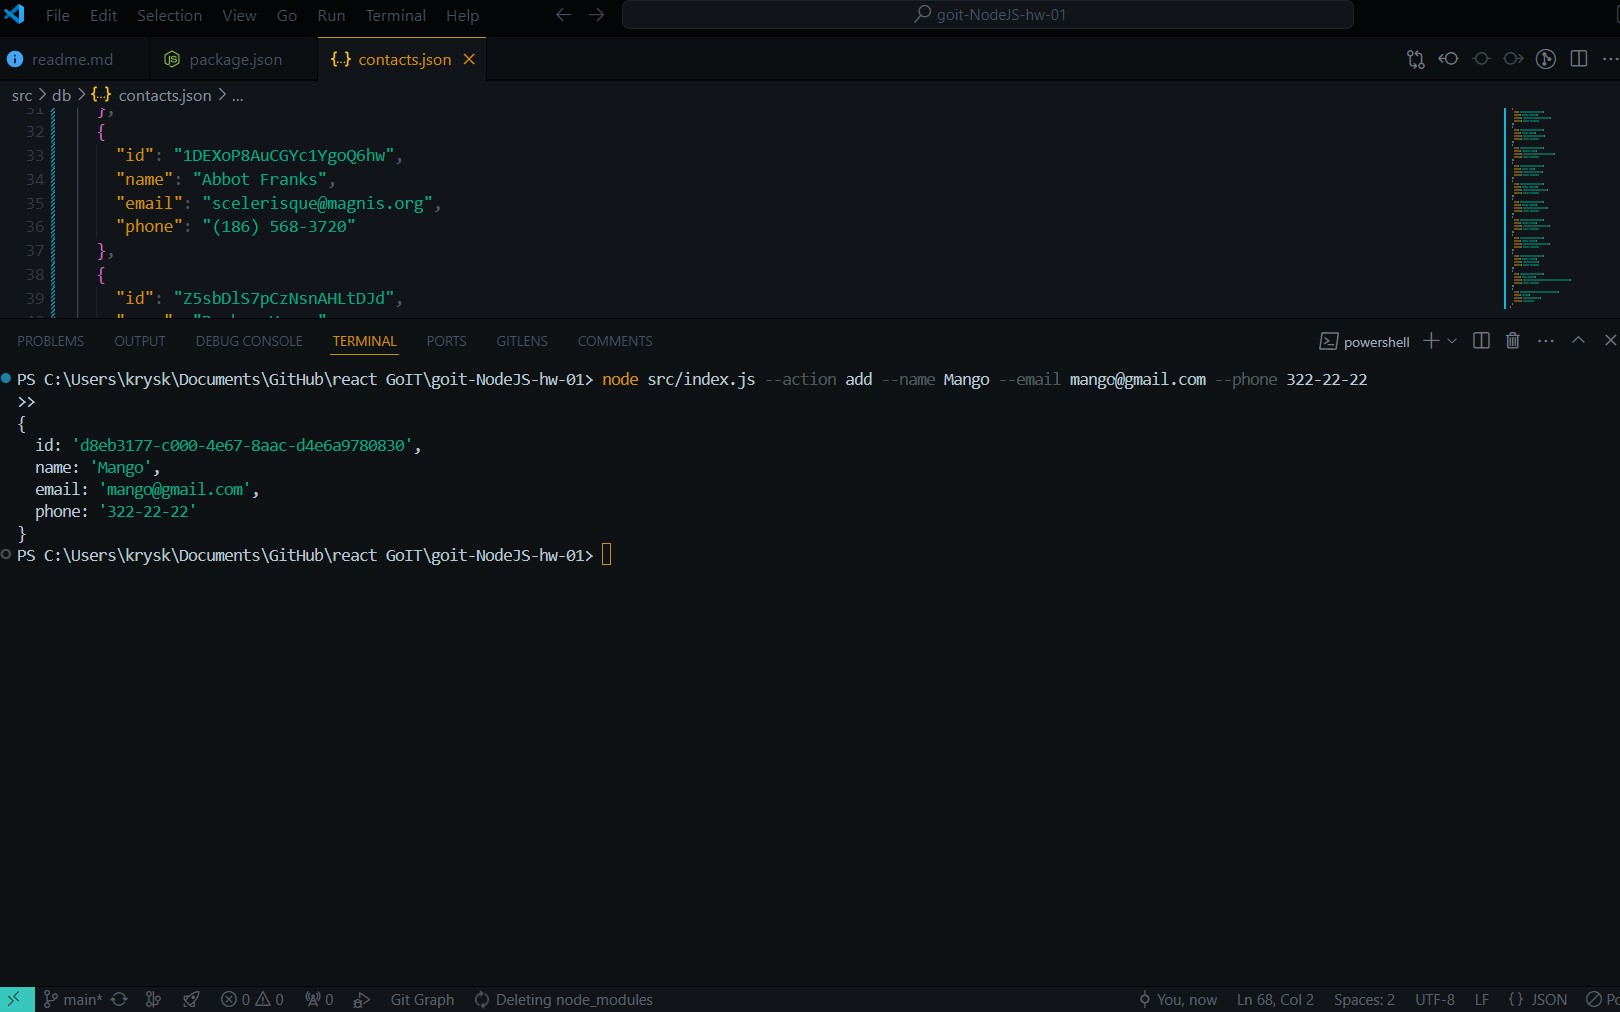 File Edit Selection View Go Run Terminal Help
goit-NodeJS-hw-01
readme.md
package.json
{..} contacts.json
src > db > {..} contacts.json > ...
31 },
32 {
33 "id": "1DEXoP8AuCGYc1YgoQ6hw",
34 "name": "Abbot Franks",
35 "email": "scelerisque@magnis.org",
36 "phone": "(186) 568-3720"
37 },
38 {
39 "id": "Z5sbDlS7pCzNsnAHLtDJd",
PROBLEMS OUTPUT DEBUG CONSOLE TERMINAL PORTS GITLENS COMMENTS
powershell
PS C:\Users\krysk\Documents\GitHub\react GoIT\goit-NodeJS-hw-01> node src/index.js --action add --name Mango --email mango@gmail.com --phone 322-22-22
>>
{
id: 'd8eb3177-c000-4e67-8aac-d4e6a9780830',
name: 'Mango',
email: 'mango@gmail.com',
phone: '322-22-22'
}
PS C:\Users\krysk\Documents\GitHub\react GoIT\goit-NodeJS-hw-01>
main* 0 0 0 Git Graph Deleting node_modules You, now Ln 68, Col 2 Spaces: 2 UTF-8 LF {} JSON